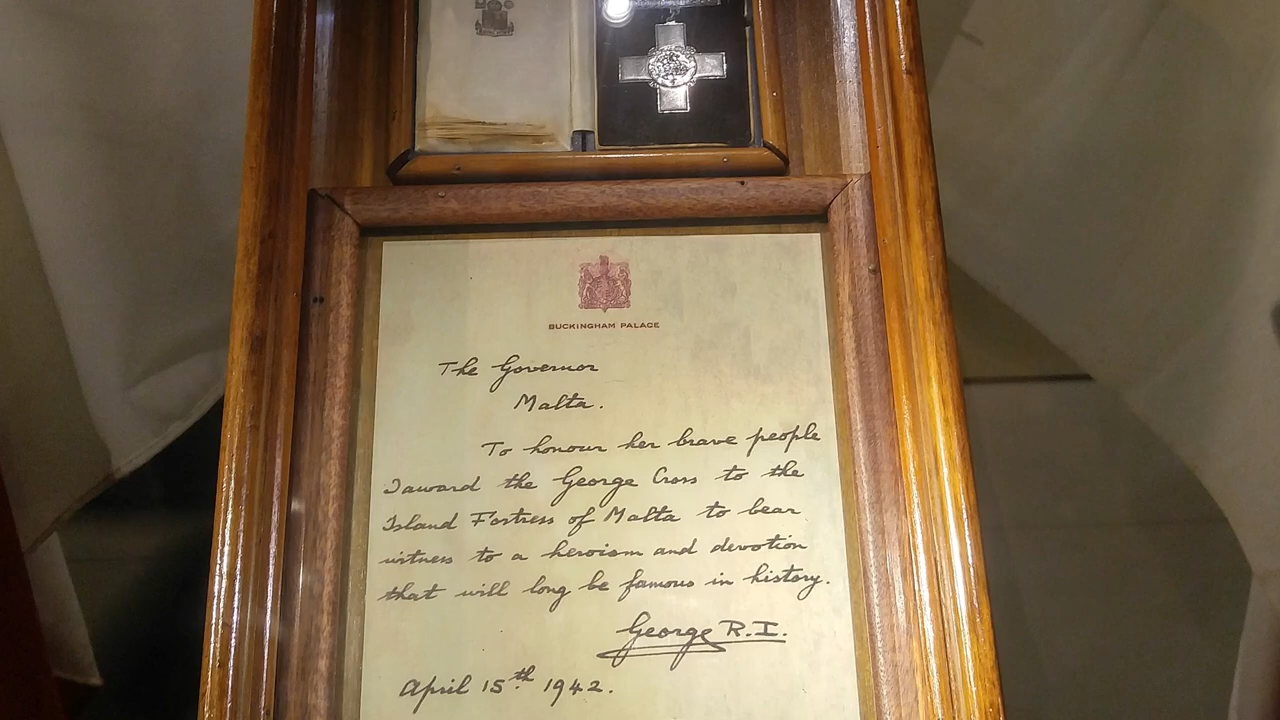 BUCKINGHAM PALACE
The Governor
Malta.
To honour her brave people
I award the George Cross to the
Island Fortress of Malta to bear
witness to a heroism and devotion
that will long be famous in history.
George R.I.
April 15th 1942.